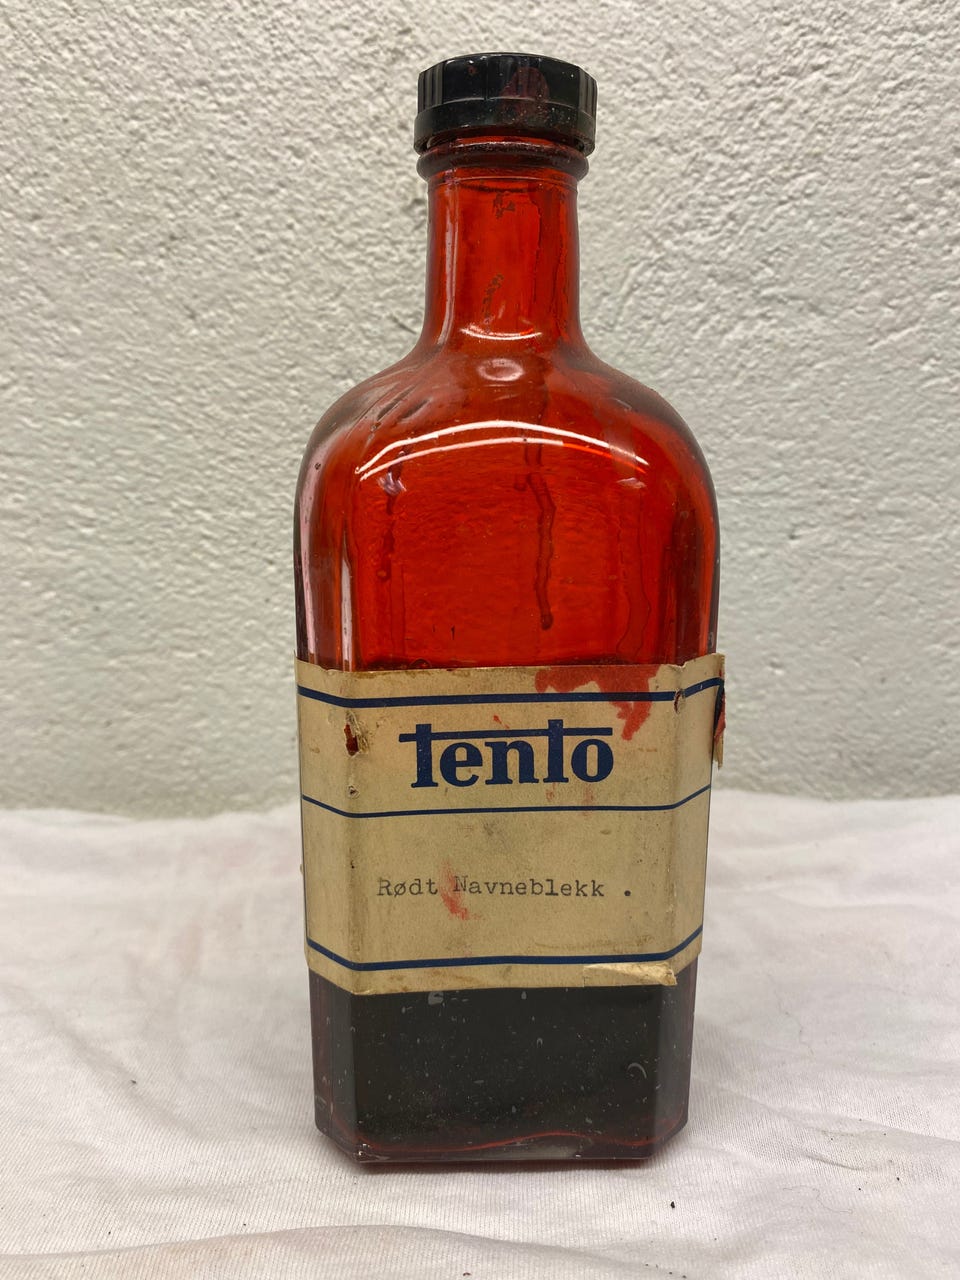 tento
Rødt Navneblekk .